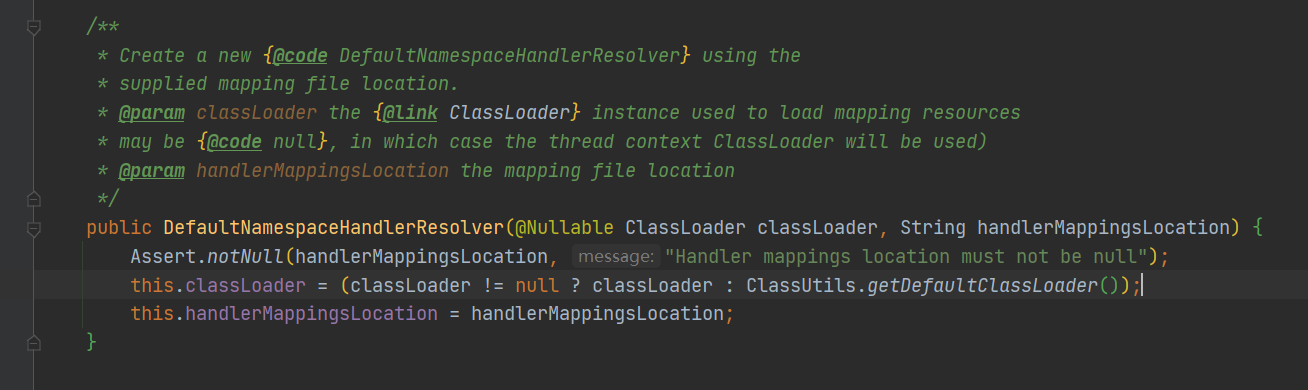 /**
* Create a new {@code DefaultNamespaceHandlerResolver} using the
* supplied mapping file location.
* @param classLoader the {@link ClassLoader} instance used to load mapping resources
* may be {@code null}, in which case the thread context ClassLoader will be used)
* @param handlerMappingsLocation the mapping file location
*/
public DefaultNamespaceHandlerResolver(@Nullable ClassLoader classLoader, String handlerMappingsLocation) {
Assert.notNull(handlerMappingsLocation, message: "Handler mappings location must not be null");
this.classLoader = (classLoader != null ? classLoader : ClassUtils.getDefaultClassLoader());
this.handlerMappingsLocation = handlerMappingsLocation;
}